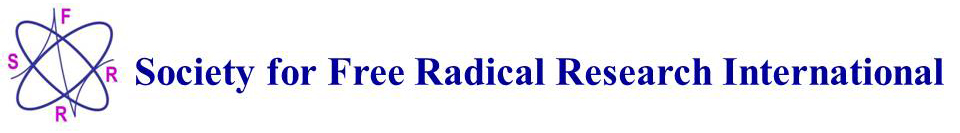 F
S
R
R
Society for Free Radical Research International